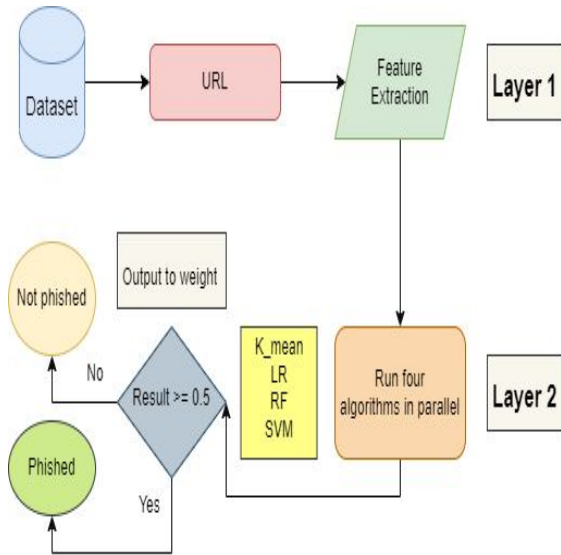 Dataset
URL
Feature
Extraction
Layer 1
Not phished
Output to weight
No
Result >= 0.5
K_mean
LR
RF
SVM
Run four
algorithms in parallel
Layer 2
Phished
Yes